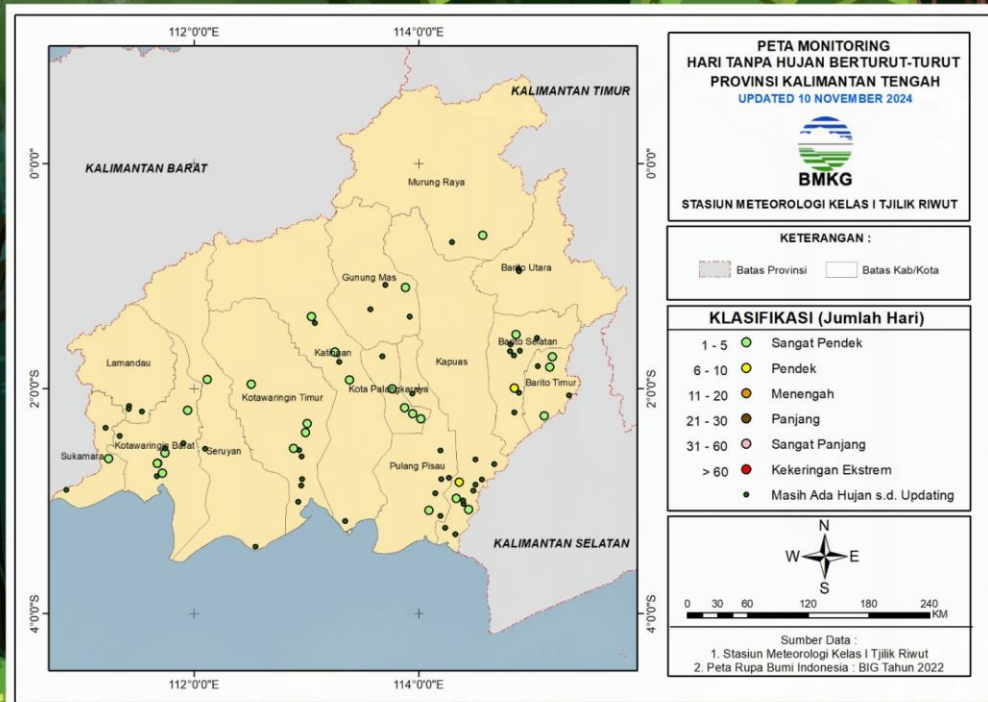 112°0'0"E
114°0'0"E
KALIMANTAN TIMUR
KALIMANTAN BARAT
0°0'0"
0°0'0"
Murung Raya
Barito Utara
Gunung Mas
Barito Selatan
Lamandau
Katingan
Kapuas
Barito Timur
2°0'0"S
2°0'0"S
Kota Palangkaraya
Kotawaringin Timur
Kotawaringin Barat
Seruyan
Sukamara
Pulang Pisau
KALIMANTAN SELATAN
4°0'0"S
4°0'0"S
112°0'0"E
114°0'0"E
PETA MONITORING
HARI TANPA HUJAN BERTURUT-TURUT
PROVINSI KALIMANTAN TENGAH
UPDATED 10 NOVEMBER 2024
BMKG
STASIUN METEOROLOGI KELAS I TJILIK RIWUT
KETERANGAN :
Batas Provinsi
Batas Kab/Kota
KLASIFIKASI (Jumlah Hari)
1 - 5 Sangat Pendek
6 - 10 Pendek
11 - 20 Menengah
21 - 30 Panjang
31 - 60 Sangat Panjang
> 60 Kekeringan Ekstrem
Masih Ada Hujan s.d. Updating
N
W E
S
0 15 30 60 120 180 240
KM
Sumber Data :
1. Stasiun Meteorologi Kelas I Tjilik Riwut
2. Peta Rupa Bumi Indonesia : BIG Tahun 2022